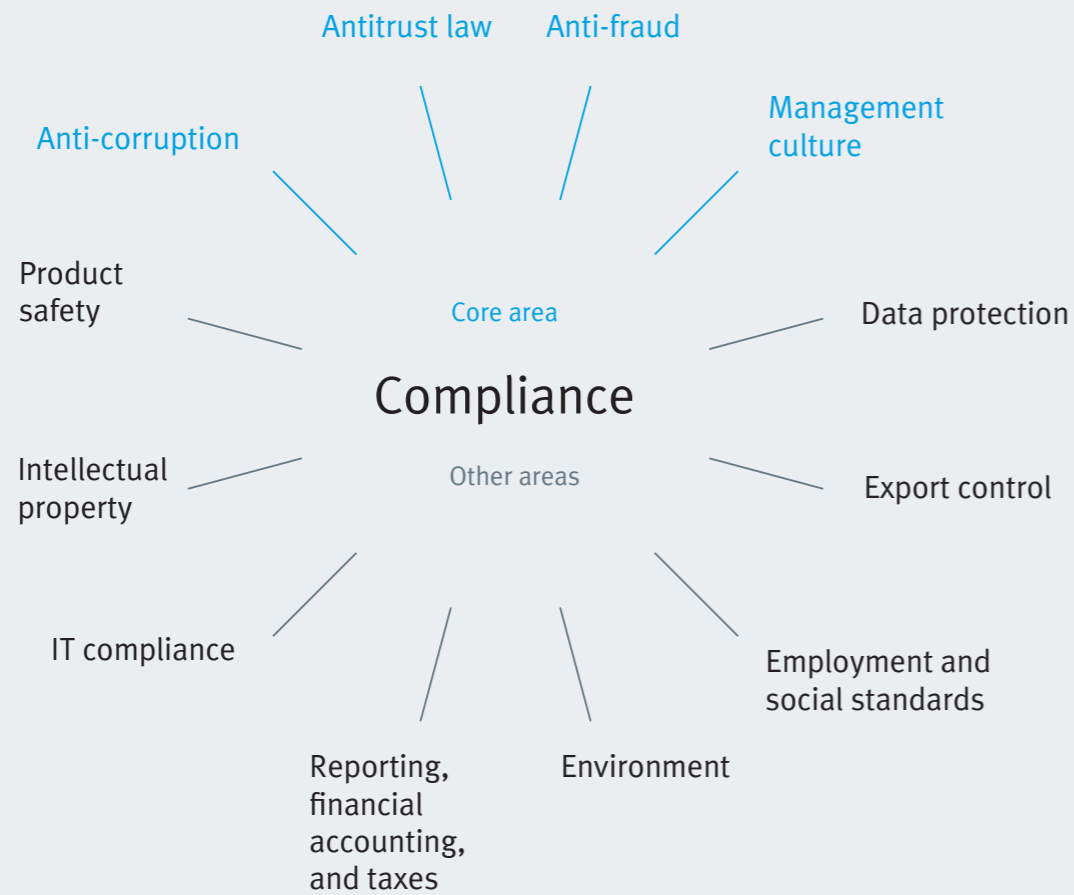 Antitrust law
Anti-fraud
Management
culture
Anti-corruption
Product
safety
Core area
Data protection
Compliance
Intellectual
property
Other areas
Export control
IT compliance
Employment and
social standards
Reporting,
financial
accounting,
and taxes
Environment